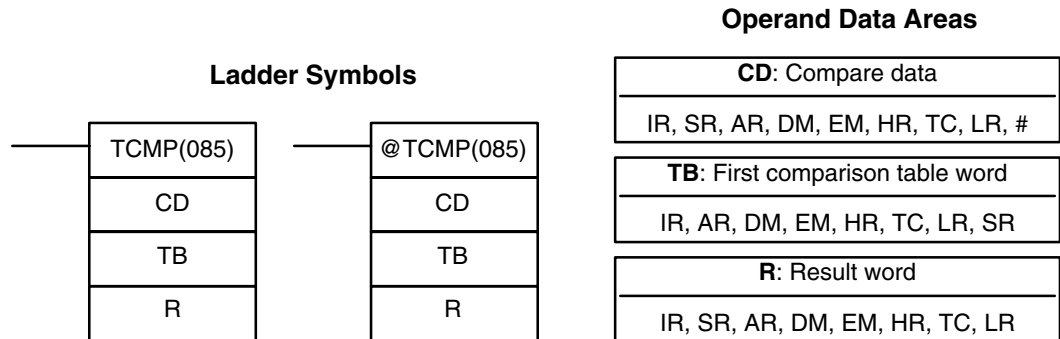 Ladder Symbols
TCMP(085)
CD
TB
R
@TCMP(085)
CD
TB
R
Operand Data Areas
CD: Compare data
IR, SR, AR, DM, EM, HR, TC, LR, #
TB: First comparison table word
IR, AR, DM, EM, HR, TC, LR, SR
R: Result word
IR, SR, AR, DM, EM, HR, TC, LR